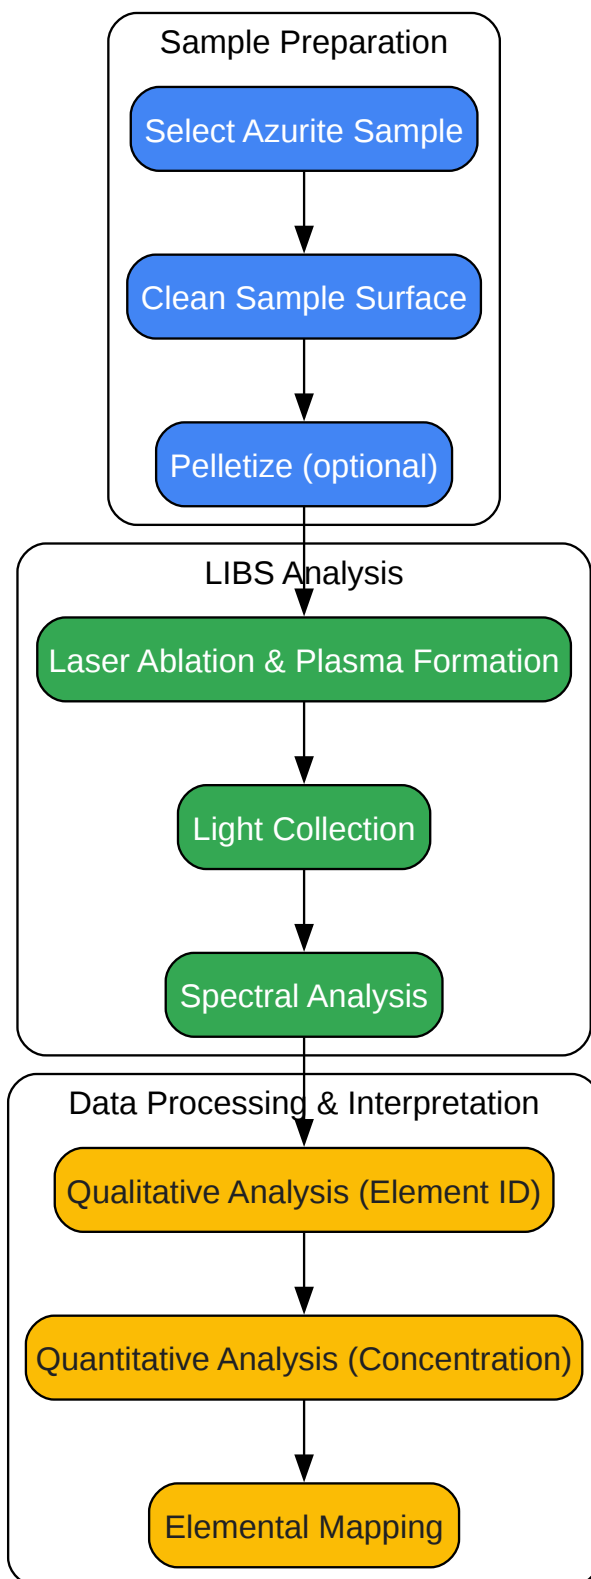 Sample Preparation
Select Azurite Sample
Clean Sample Surface
Pelletize (optional)
LIBS Analysis
Laser Ablation & Plasma Formation
Light Collection
Spectral Analysis
Data Processing & Interpretation
Qualitative Analysis (Element ID)
Quantitative Analysis (Concentration)
Elemental Mapping